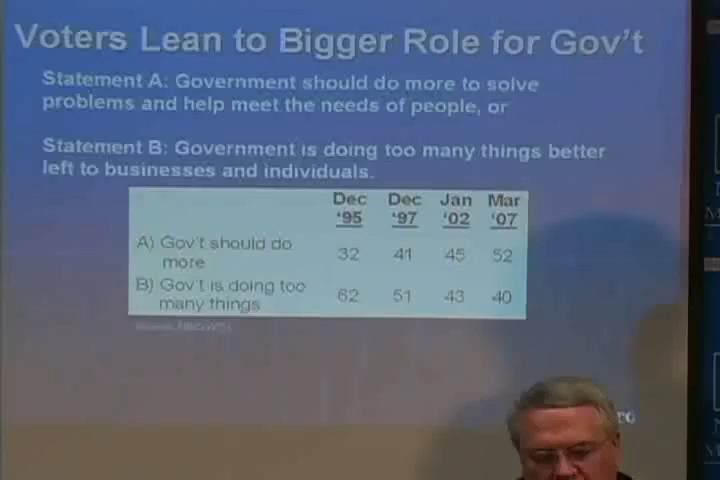 Voters Lean to Bigger Role for Gov't
Statement A: Government should do more to solve
problems and help meet the needs of people, or
Statement B: Government is doing too many things better
left to businesses and individuals.
Dec Dec Jan Mar
'95 '97 '02 '07
A) Gov't should do
more 32 41 45 52
B) Gov't is doing too
many things 62 51 43 40